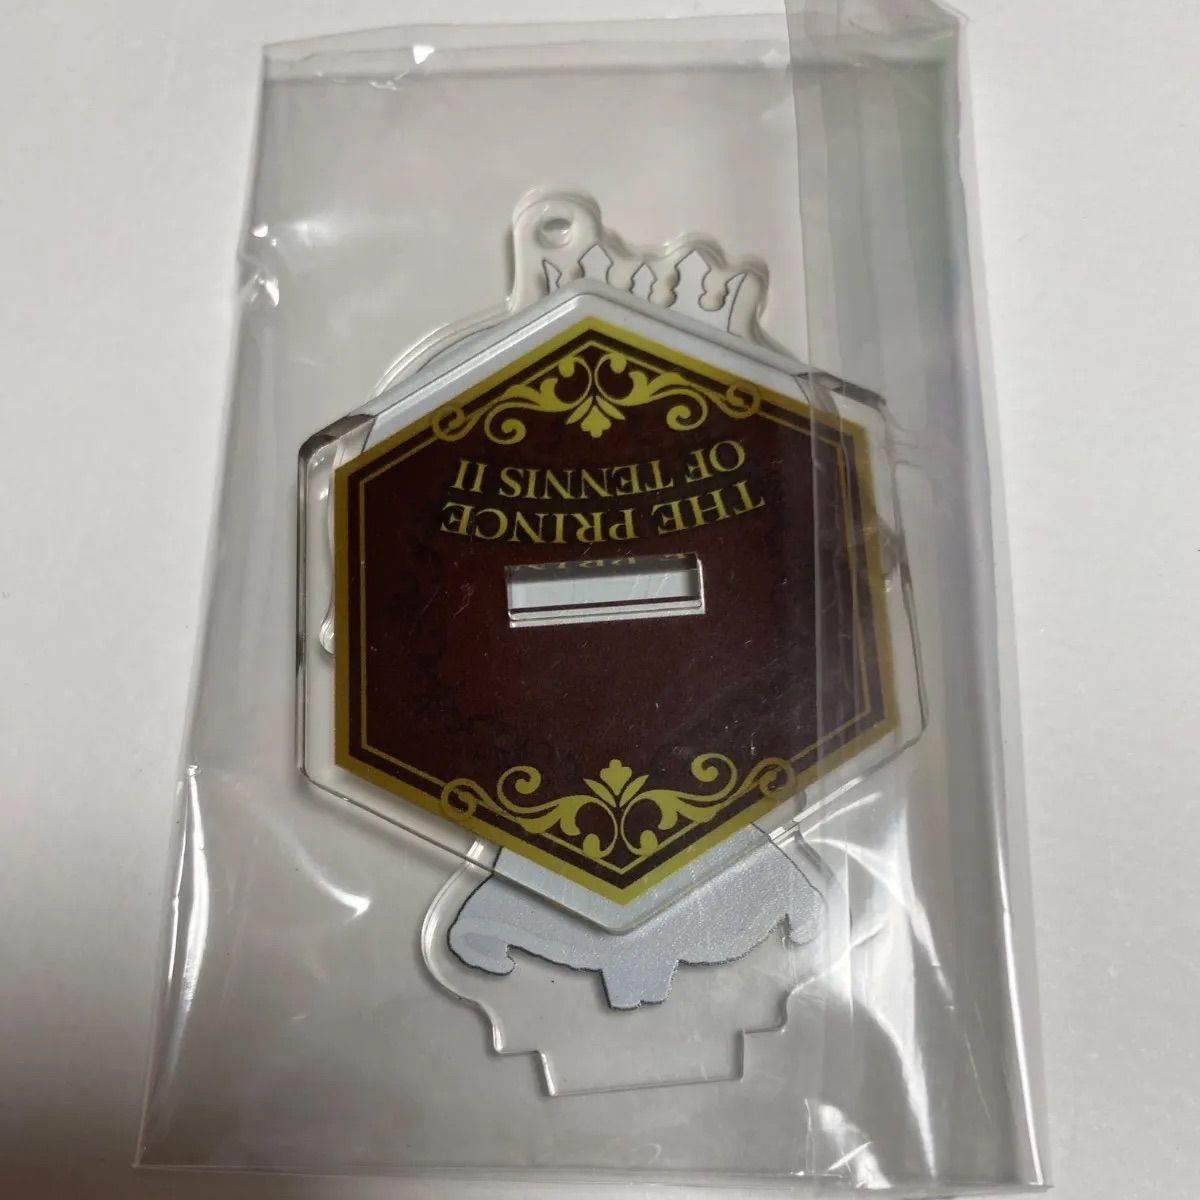 THE PRINCE
OF TENNIS II